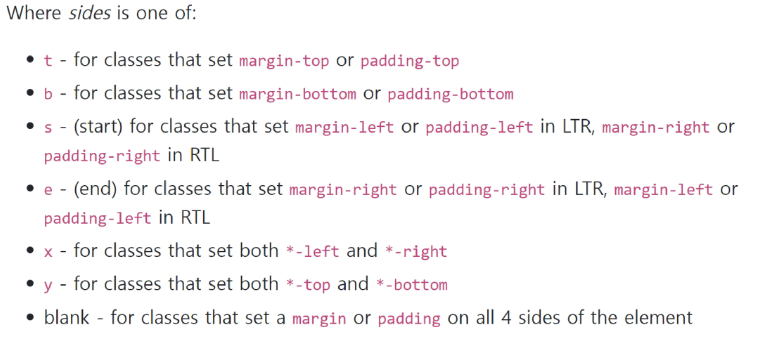 Where sides is one of:
• t - for classes that set margin-top or padding-top
• b - for classes that set margin-bottom or padding-bottom
• s - (start) for classes that set margin-left or padding-left in LTR, margin-right or
padding-right in RTL
• e - (end) for classes that set margin-right or padding-right in LTR, margin-left or
padding-left in RTL
• x - for classes that set both *-left and *-right
• y - for classes that set both *-top and *-bottom
• blank - for classes that set a margin or padding on all 4 sides of the element